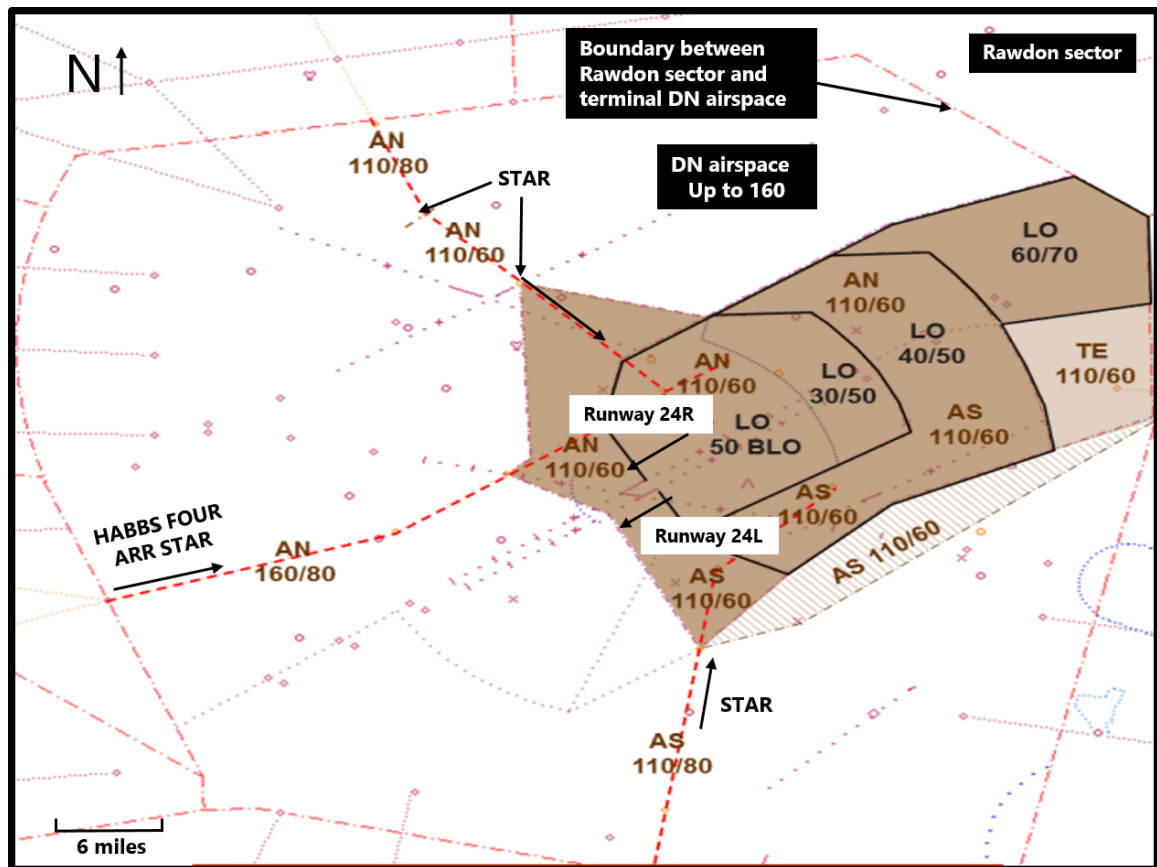 Boundary between
Rawdon sector and
terminal DN airspace
Rawdon sector
N
AN
110/80
DN airspace
Up to 160
STAR
AN
110/60
LO
60/70
AN
110/60
LO
40/50
TE
110/60
AN
110/60
LO
30/50
Runway 24R
LO
50 BLO
AS
110/60
AN
110/60
AS
110/60
HABBS FOUR
ARR STAR
Runway 24L
AS 110/60
AN
160/80
AS
110/60
STAR
AS
110/80
6 miles